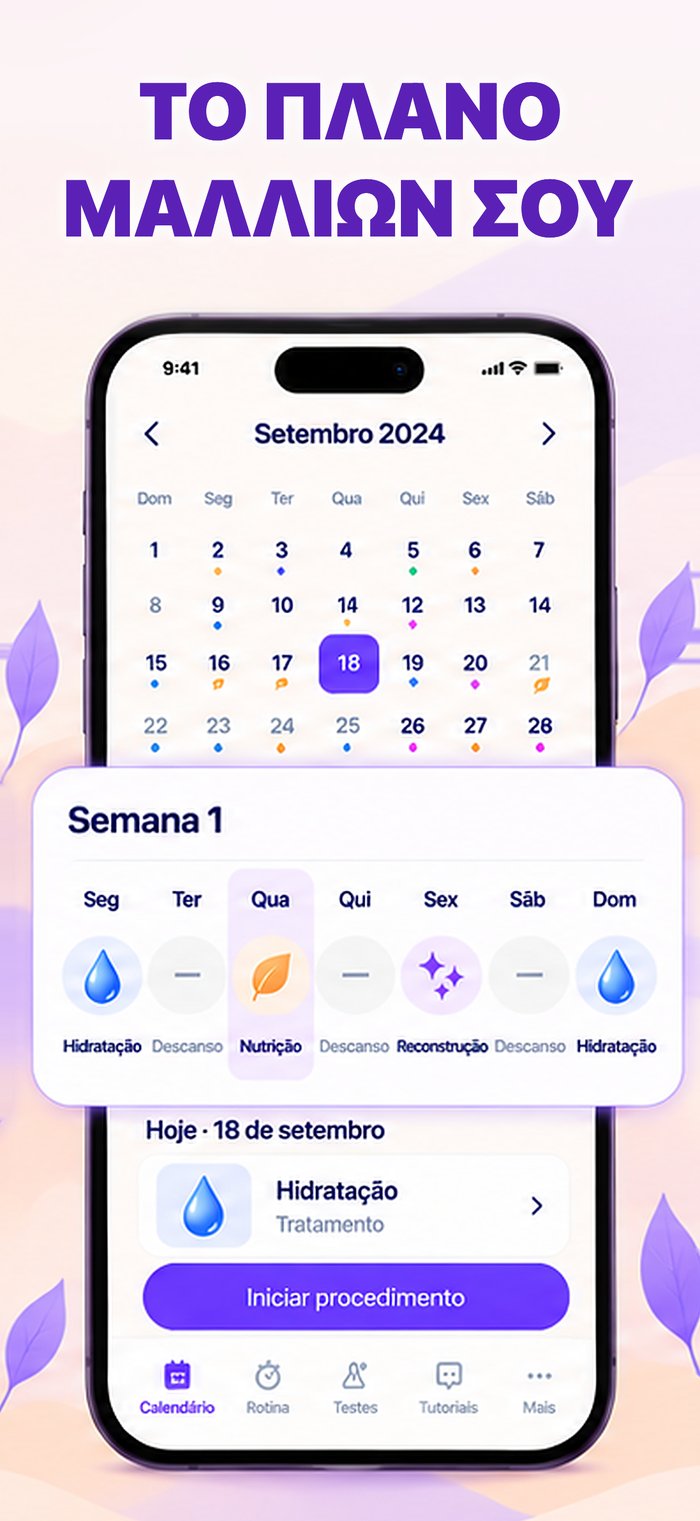 ΤΟ ΠΛΑΝΟ
ΜΑΛΛΙΩΝ ΣΟΥ
9:41
Setembro 2024
Dom Seg Ter Qua Qui Sex Sáb
1 2 3 4 5 6 7
8 9 10 14 12 13 14
15 16 17 18 19 20 21
22 23 24 25 26 27 28
Semana 1
Seg Ter Qua Qui Sex Sãb Dom
Hidratação Descanso Nutrição Descanso Reconstrução Descanso Hidratação
Hoje · 18 de setembro
Hidratação
Tratamento
Iniciar procedimento
Calendário Rotina Testes Tutoriais Mais